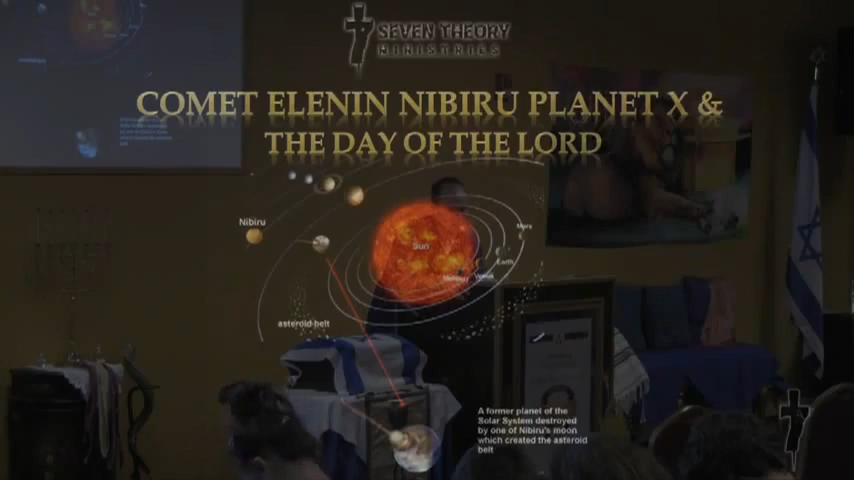 SEVEN THEORY
MINISTRIES
COMET ELENIN NIBIRU PLANET X &
THE DAY OF THE LORD
Nibiru
Sun
Mars
Earth
Venus
Mercury
asteroid belt
A former planet of the
Solar System destroyed
by one of Nibiru's moon
which created the asteroid
belt